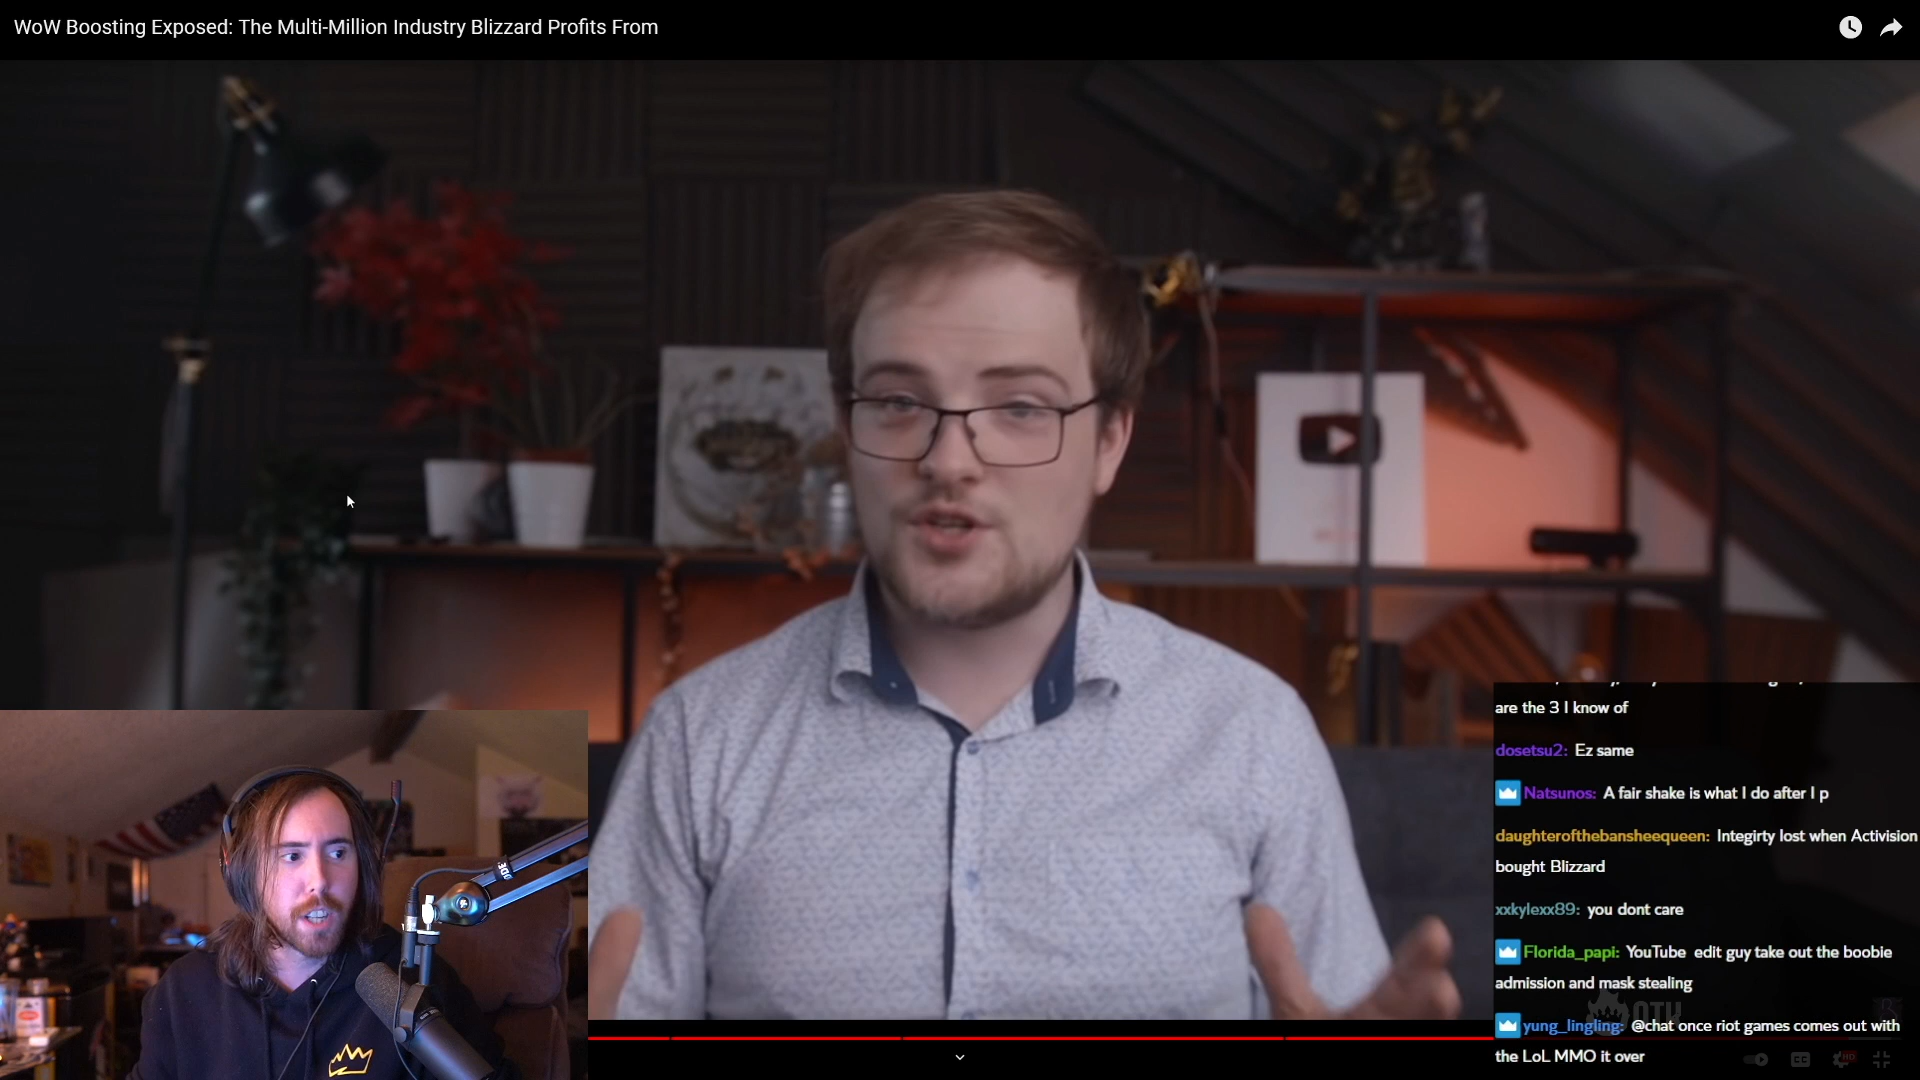 WoW Boosting Exposed: The Multi-Million Industry Blizzard Profits From
are the 3 I know of
dosetsu2: Ez same
Natsunos: A fair shake is what I do after I p
daughterofthebansheequeen: Integirty lost when Activision
bought Blizzard
xxkylexx89: you dont care
Florida_papi: YouTube edit guy take out the boobie
admission and mask stealing
OTK
yung_lingling: @chat once riot games comes out with
the LoL MMO it over
CC
HD